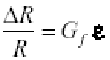 ΔR/R = G_f ε